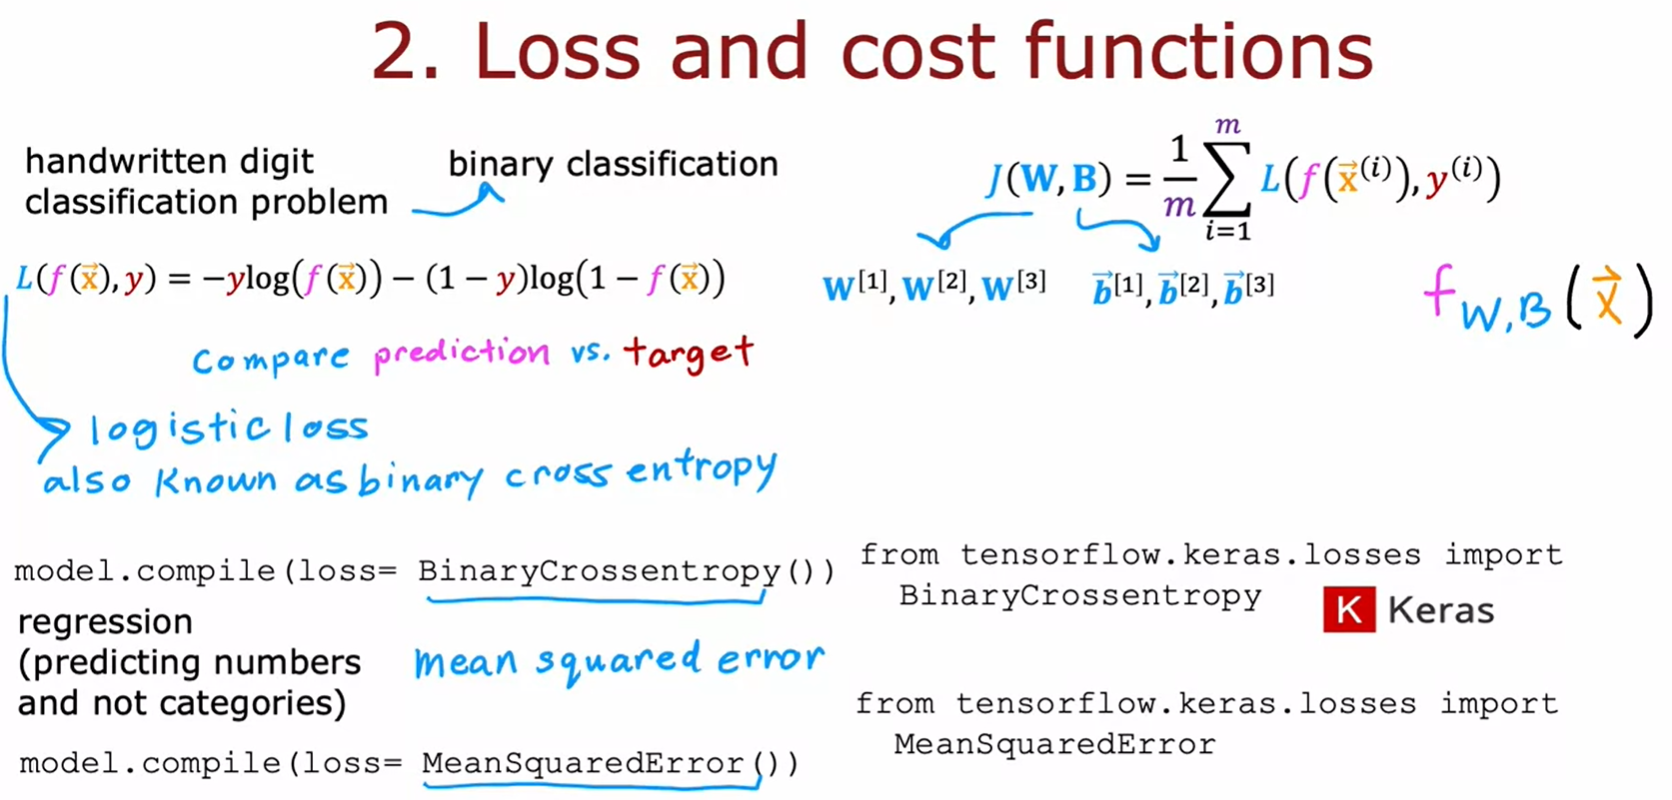 2. Loss and cost functions
handwritten digit
classification problem
binary classification
L(f(x⃗), y) = −ylog(f(x⃗)) − (1 − y)log(1 − f(x⃗))
Compare prediction vs. target
logistic loss
also Known as binary cross entropy
J(W, B) = 1/m ∑_{i=1}^{m} L(f(x⃗^(i)), y^(i))
W^[1], W^[2], W^[3] b⃗^[1], b⃗^[2], b⃗^[3]
f_{W,B}(x⃗)
model.compile(loss= BinaryCrossentropy())
from tensorflow.keras.losses import
BinaryCrossentropy
K Keras
regression
(predicting numbers
and not categories)
mean squared error
model.compile(loss= MeanSquaredError())
from tensorflow.keras.losses import
MeanSquaredError